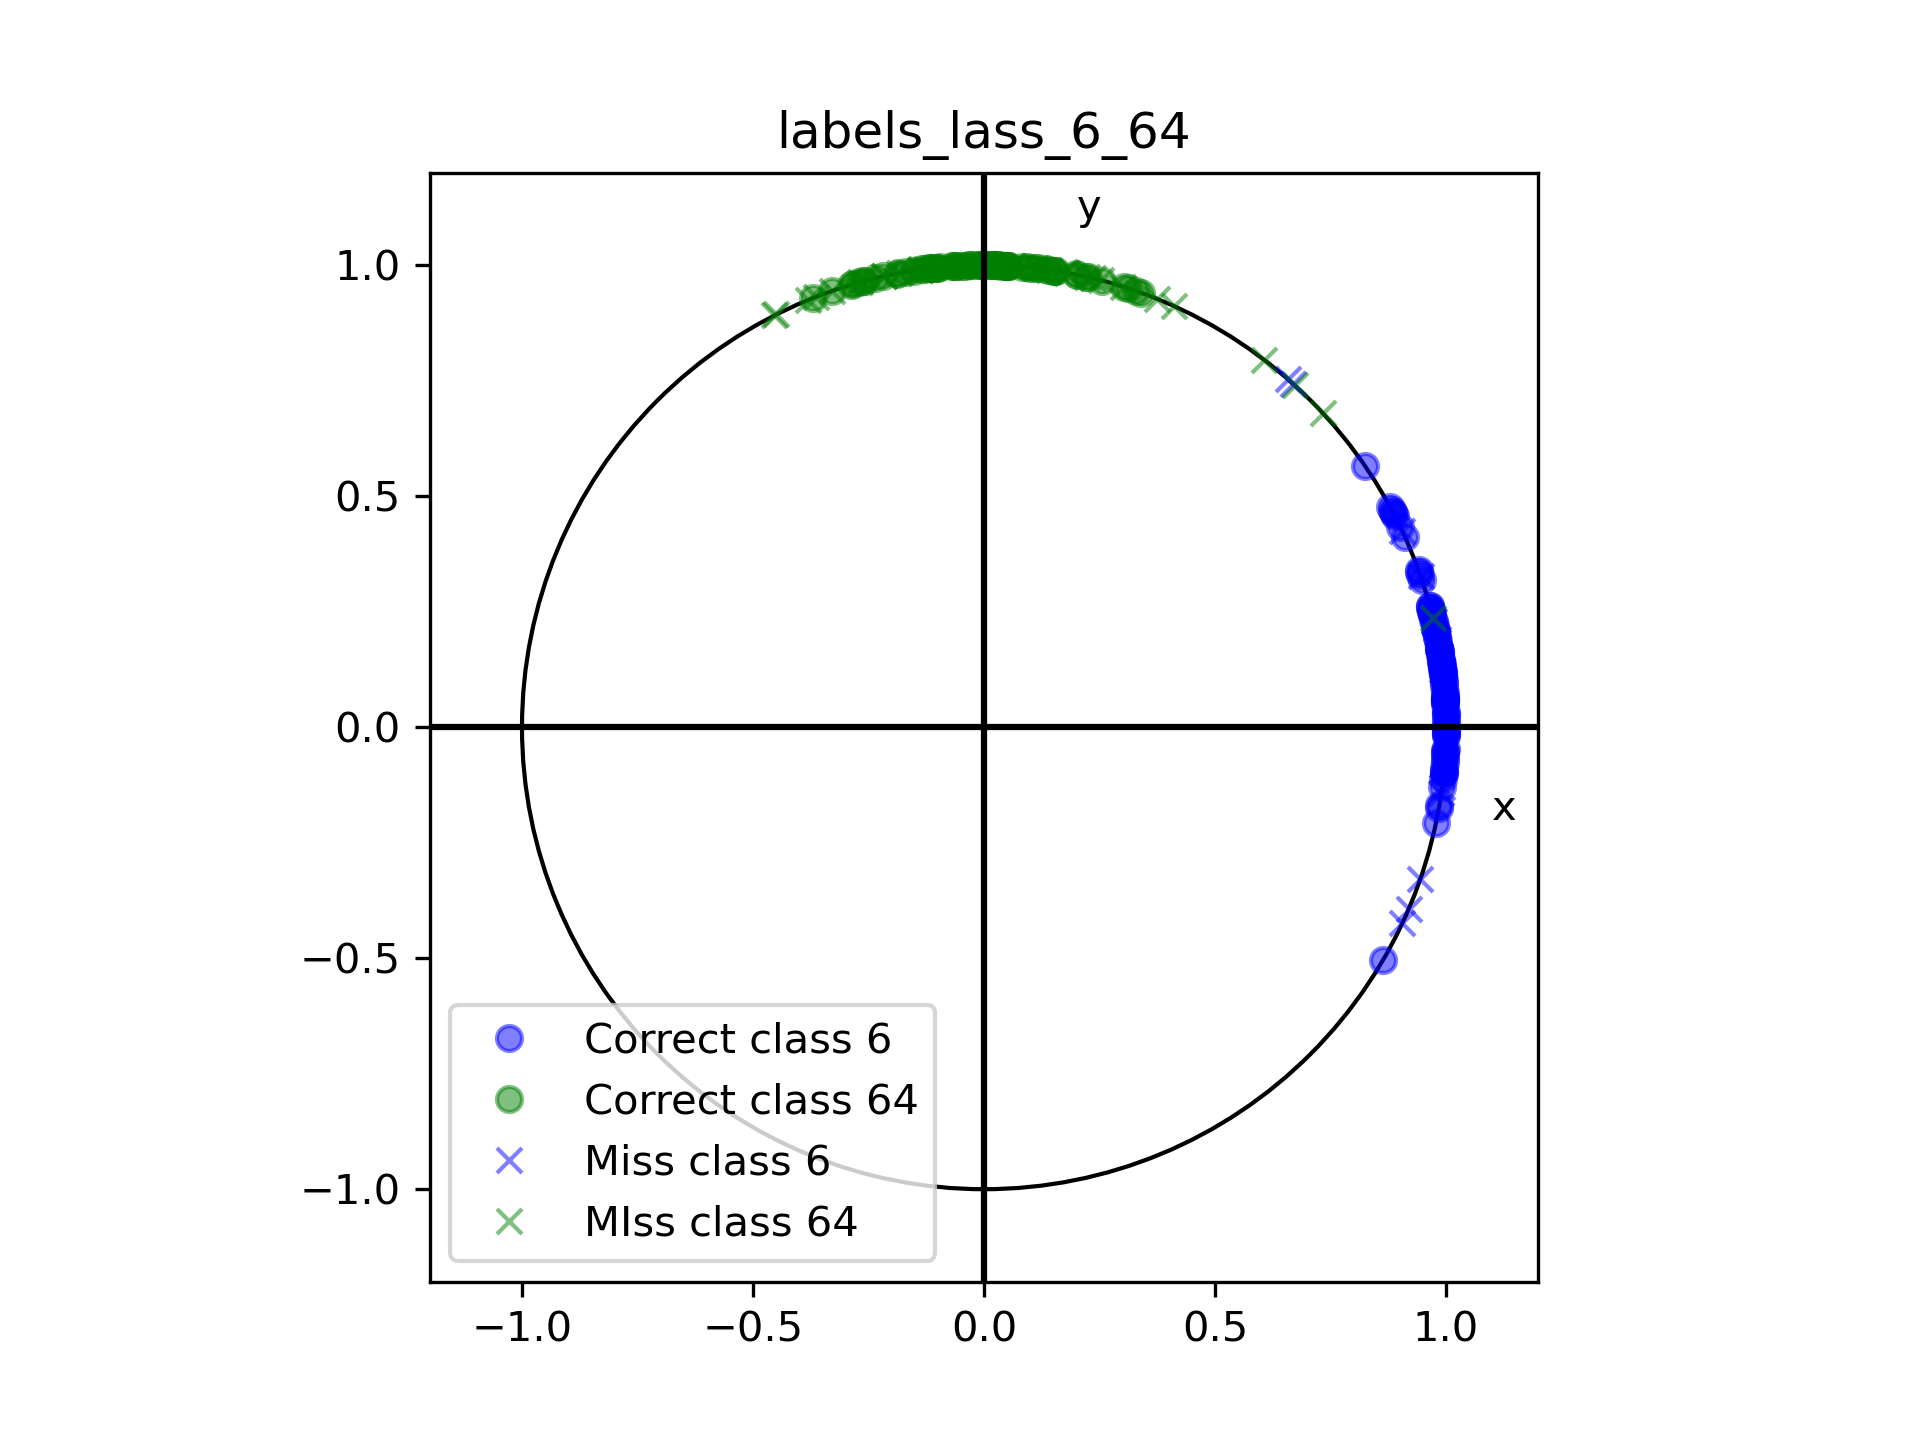 labels_lass_6_64
y
1.0
0.5
0.0
x
−0.5
−1.0
Correct class 6
Correct class 64
Miss class 6
MIss class 64
−1.0 −0.5 0.0 0.5 1.0